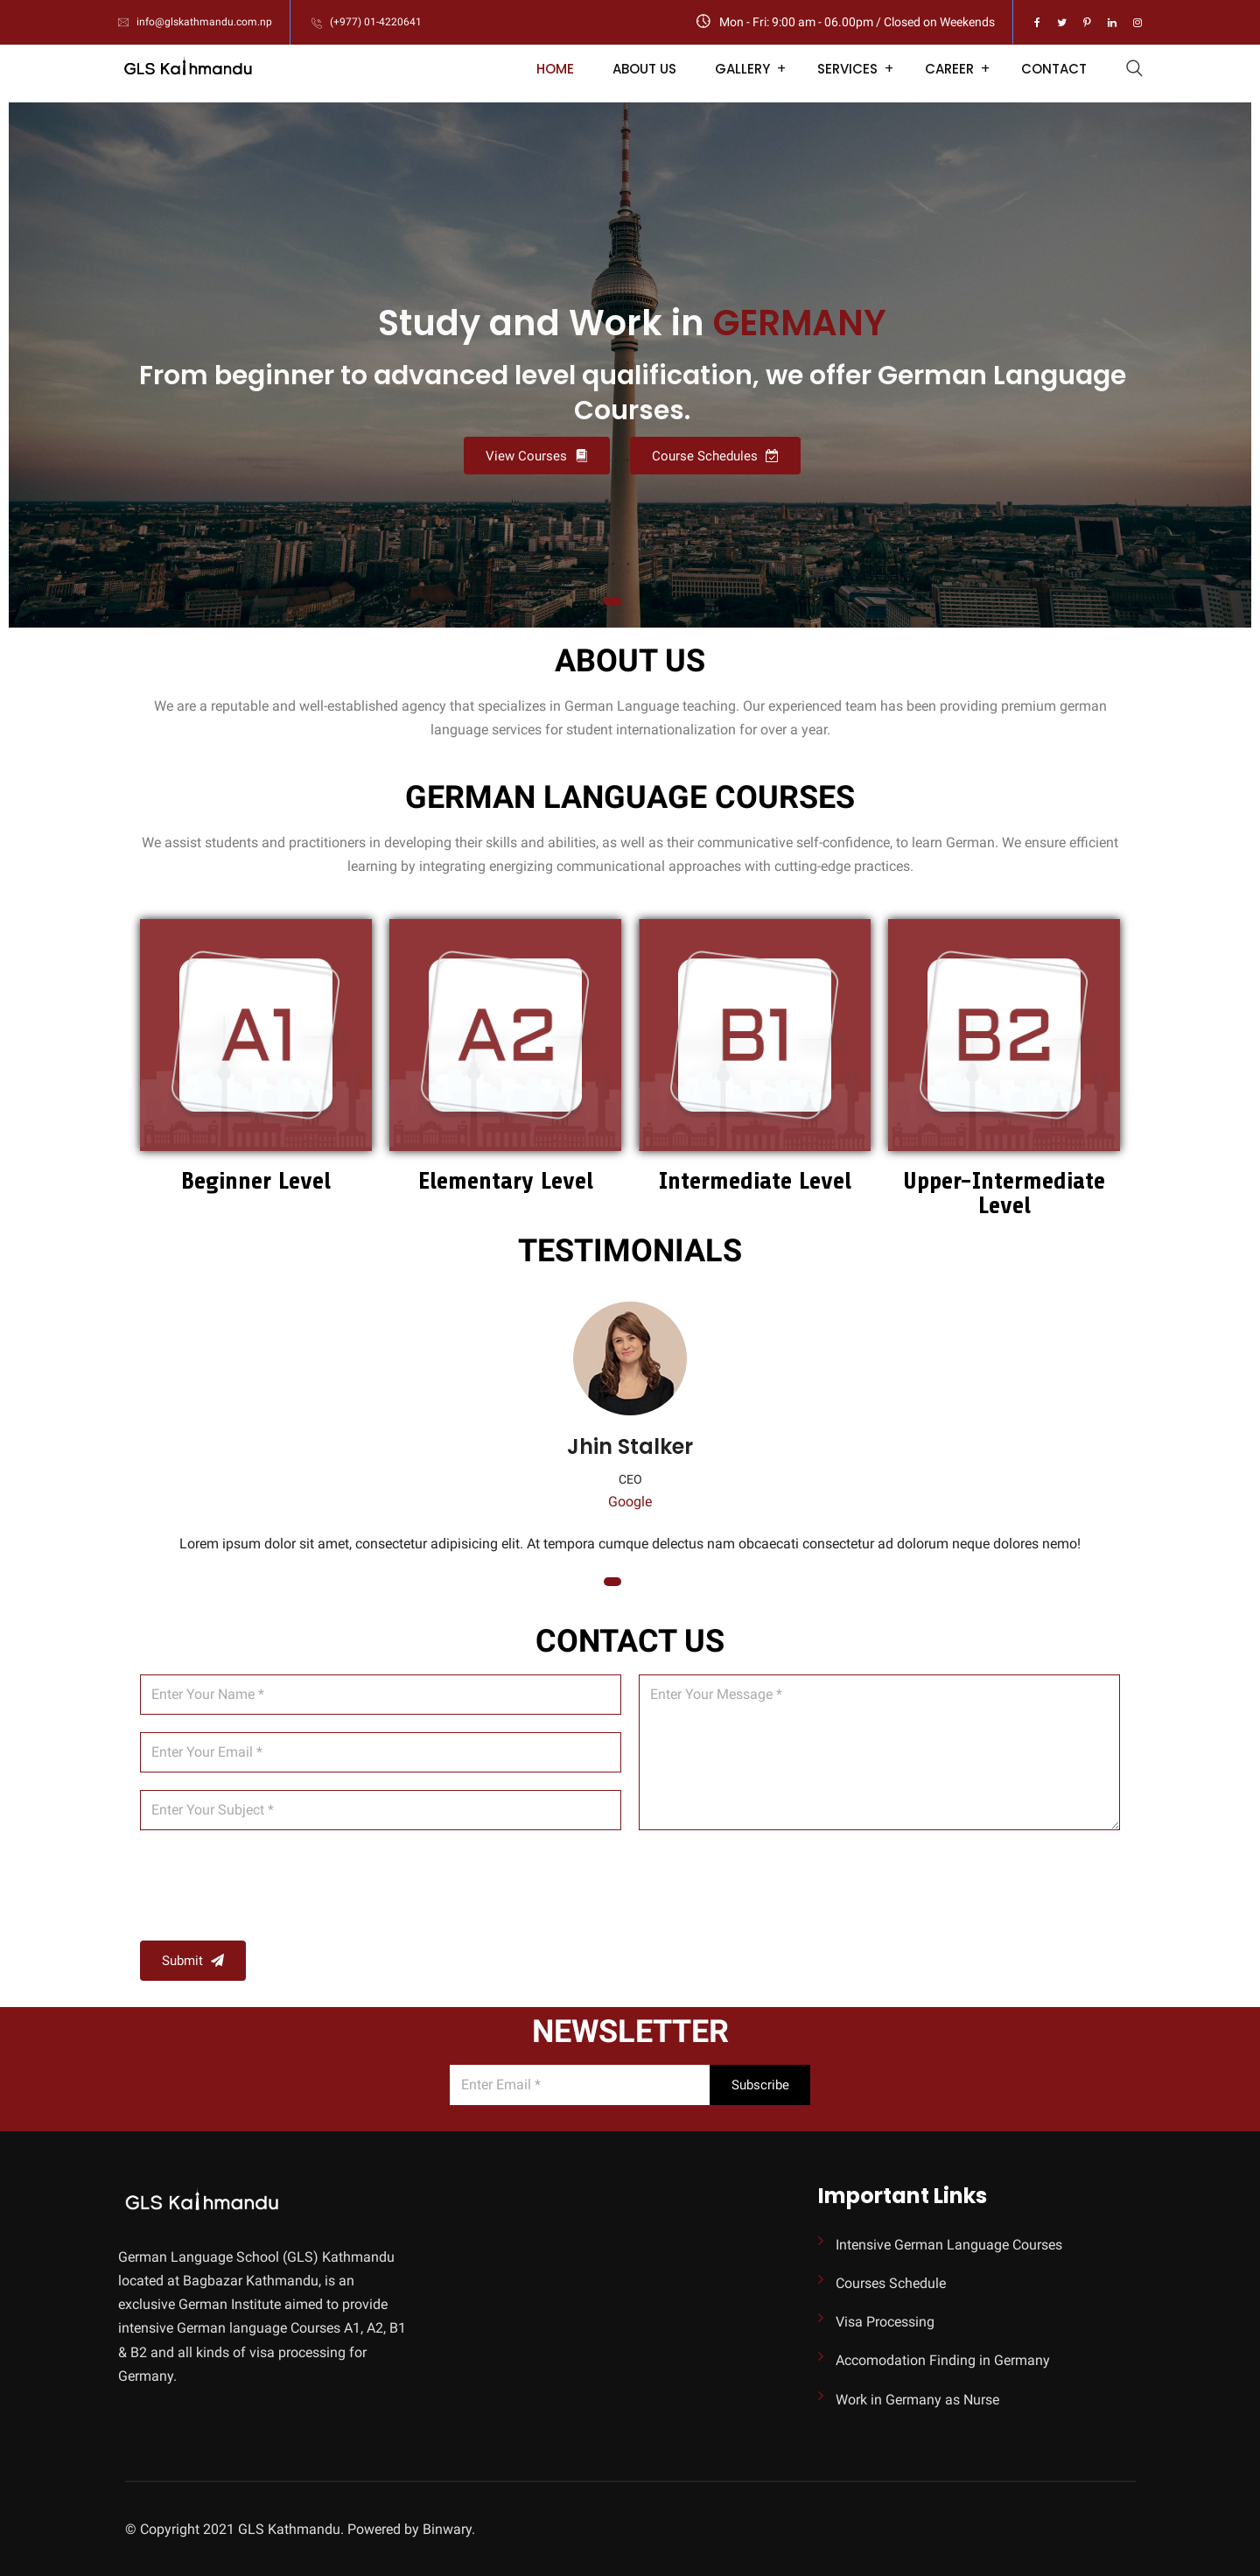 info@glskathmandu.com.np
(+977) 01-4220641
Mon - Fri: 9:00 am - 06.00pm / Closed on Weekends
GLS Kathmandu
HOME
ABOUT US
GALLERY +
SERVICES +
CAREER +
CONTACT
Study and Work in GERMANY
From beginner to advanced level qualification, we offer German Language
Courses.
View Courses
Course Schedules
ABOUT US
We are a reputable and well-established agency that specializes in German Language teaching. Our experienced team has been providing premium german
language services for student internationalization for over a year.
GERMAN LANGUAGE COURSES
We assist students and practitioners in developing their skills and abilities, as well as their communicative self-confidence, to learn German. We ensure efficient
learning by integrating energizing communicational approaches with cutting-edge practices.
A1
A2
B1
B2
Beginner Level
Elementary Level
Intermediate Level
Upper-Intermediate
Level
TESTIMONIALS
Jhin Stalker
CEO
Google
Lorem ipsum dolor sit amet, consectetur adipisicing elit. At tempora cumque delectus nam obcaecati consectetur ad dolorum neque dolores nemo!
CONTACT US
Enter Your Name *
Enter Your Email *
Enter Your Subject *
Enter Your Message *
Submit
NEWSLETTER
Enter Email *
Subscribe
GLS Kathmandu
German Language School (GLS) Kathmandu
located at Bagbazar Kathmandu, is an
exclusive German Institute aimed to provide
intensive German language Courses A1, A2, B1
& B2 and all kinds of visa processing for
Germany.
Important Links
Intensive German Language Courses
Courses Schedule
Visa Processing
Accomodation Finding in Germany
Work in Germany as Nurse
© Copyright 2021 GLS Kathmandu. Powered by Binwary.